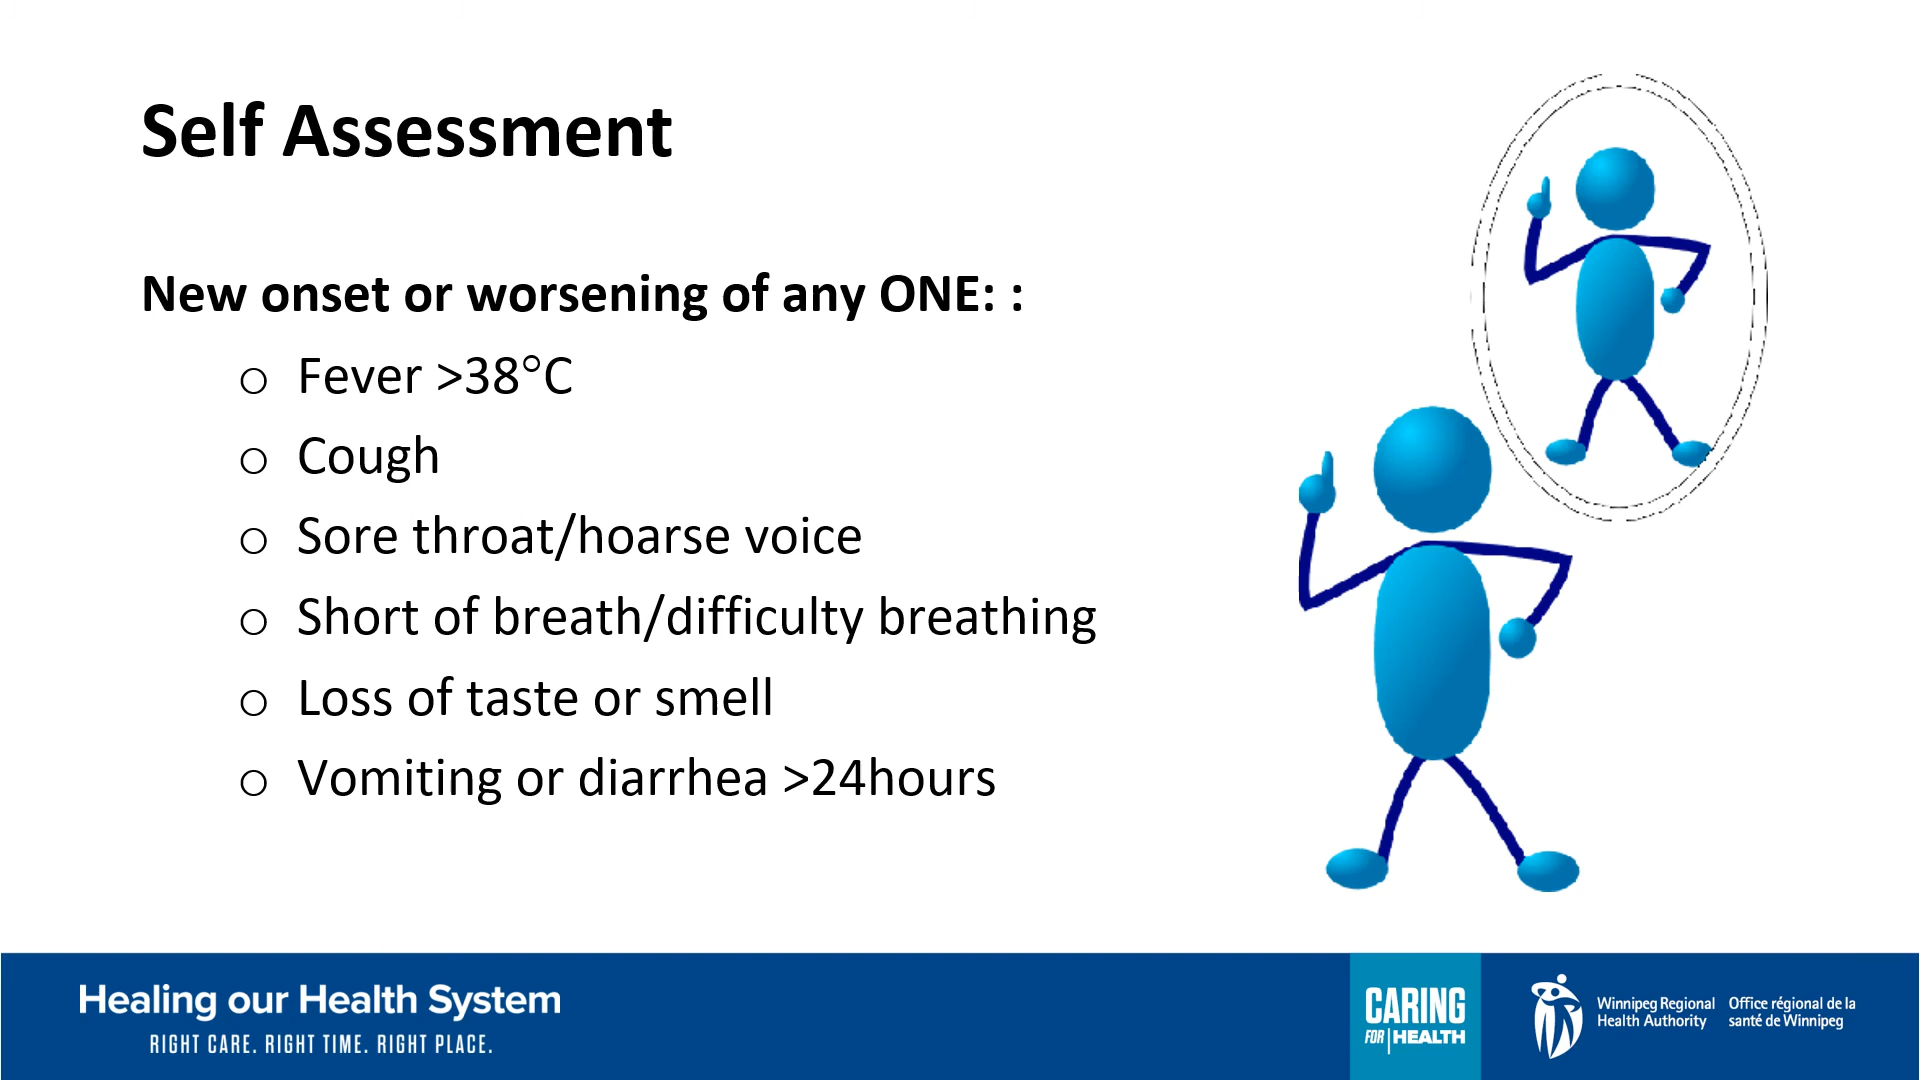 Self Assessment
New onset or worsening of any ONE: :
o Fever >38°C
o Cough
o Sore throat/hoarse voice
o Short of breath/difficulty breathing
o Loss of taste or smell
o Vomiting or diarrhea >24hours
Healing our Health System
RIGHT CARE. RIGHT TIME. RIGHT PLACE.
CARING
FOR HEALTH
Winnipeg Regional
Health Authority
Office régional de la
santé de Winnipeg